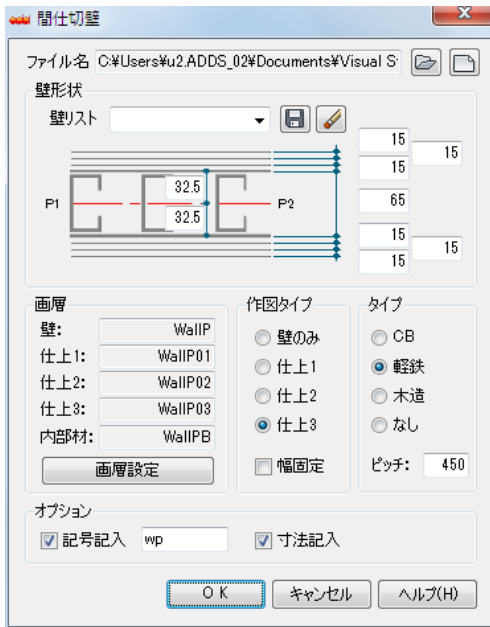 add 間仕切壁
ファイル名 C:¥Users¥u2.ADDS_02¥Documents¥Visual S
壁形状
壁リスト
15
15
15
32.5
P1
P2
65
32.5
15
15
15
画層
壁: WallP
仕上1: WallP01
仕上2: WallP02
仕上3: WallP03
内部材: WallPB
画層設定
作図タイプ
壁のみ
仕上1
仕上2
仕上3
幅固定
タイプ
CB
軽鉄
木造
なし
ピッチ: 450
オプション
記号記入 wp
寸法記入
OK キャンセル ヘルプ(H)